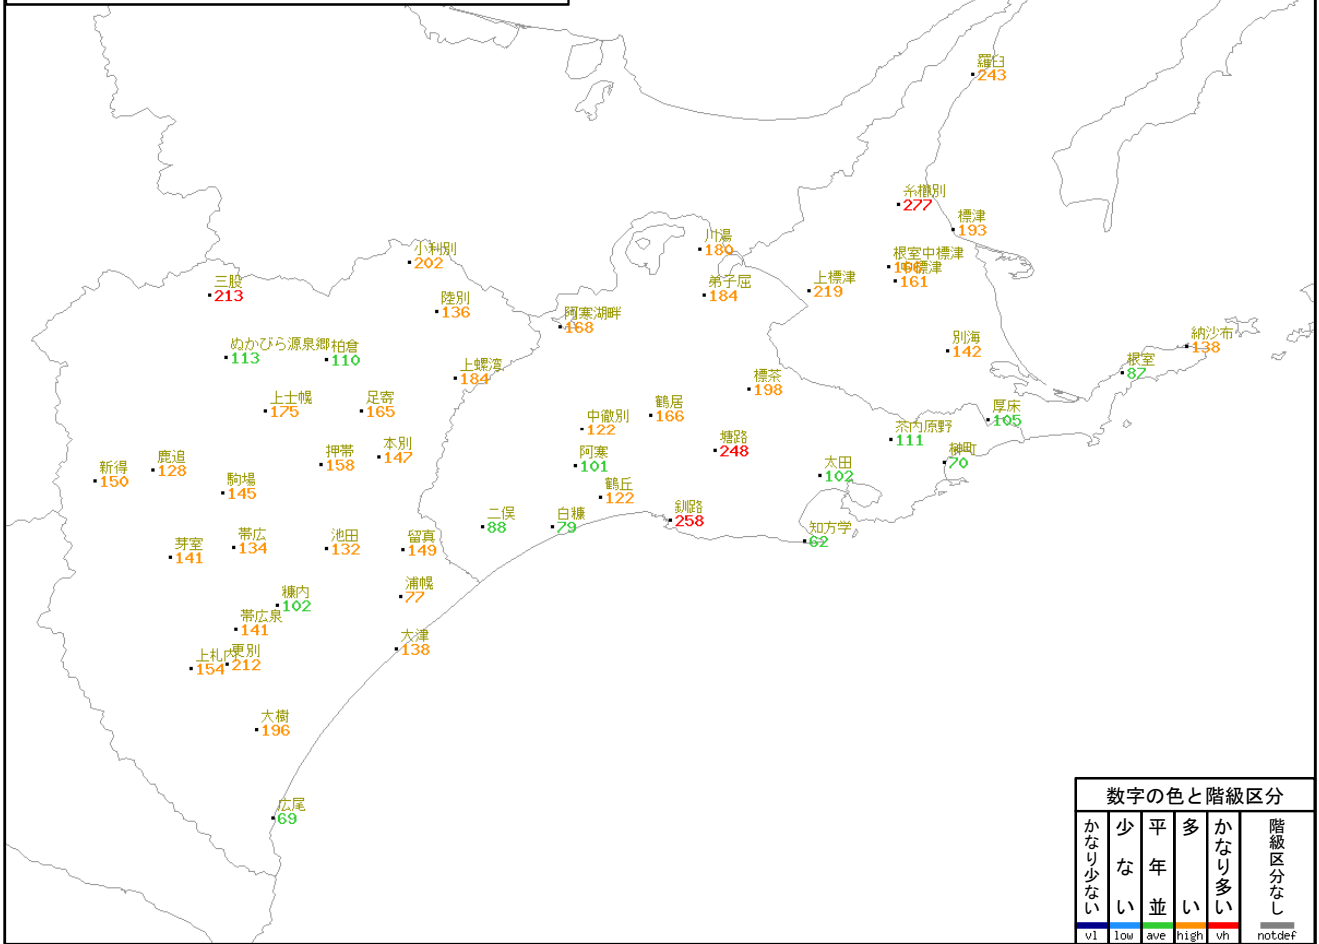 羅臼
243
糸櫛別
277
標津
193
川湯
小利別
202
根室中標津
161
三股
213
弟子屈
184
上標津
219
陸別
136
阿寒湖畔
168
ぬかびら源泉郷
113
柏倉
110
別海
142
納沙布
138
根室
87
上螺湾
184
標茶
198
上士幌
175
足寄
165
鶴居
166
厚床
105
中徹別
122
茶内原野
111
塘路
248
本別
147
押帯
158
鹿追
128
新得
150
阿寒
101
太田
102
榊町
70
駒場
145
鶴丘
122
二俣
88
白糠
79
釧路
258
知方学
62
芽室
141
帯広
134
池田
132
留真
149
浦幌
77
糠内
102
帯広泉
141
大津
138
上札内
154
更別
212
大樹
196
広尾
69
数字の色と階級区分
かなり少ない
少ない
平年並
多い
かなり多い
階級区分なし
vl low ave high vh notdef